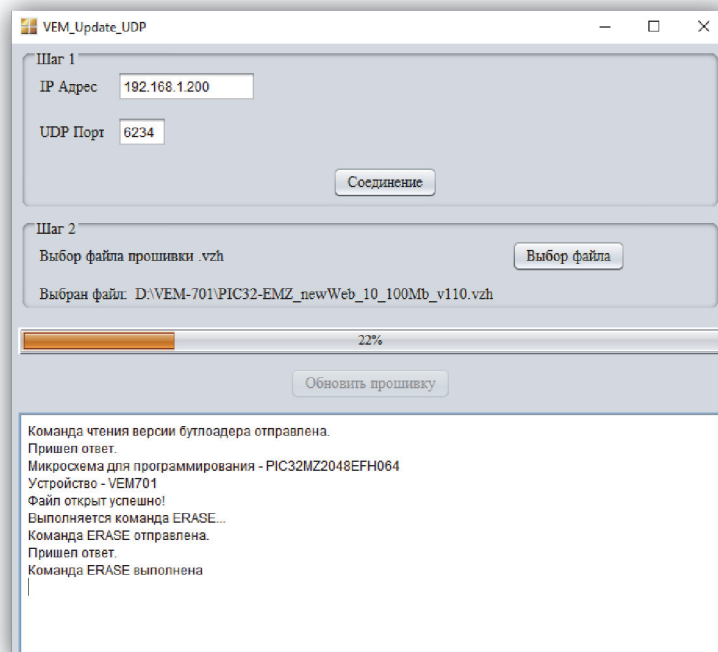 VEM_Update_UDP
Шаг 1
IP Адрес 192.168.1.200
UDP Порт 6234
Соединение
Шаг 2
Выбор файла прошивки .vzh Выбор файла
Выбран файл: D:\VEM-701\PIC32-EMZ_newWeb_10_100Mb_v110.vzh
22%
Обновить прошивку
Команда чтения версии бутлоадера отправлена.
Пришел ответ.
Микросхема для программирования - PIC32MZ2048EFH064
Устройство - VEM701
Файл открыт успешно!
Выполняется команда ERASE...
Команда ERASE отправлена.
Пришел ответ.
Команда ERASE выполнена